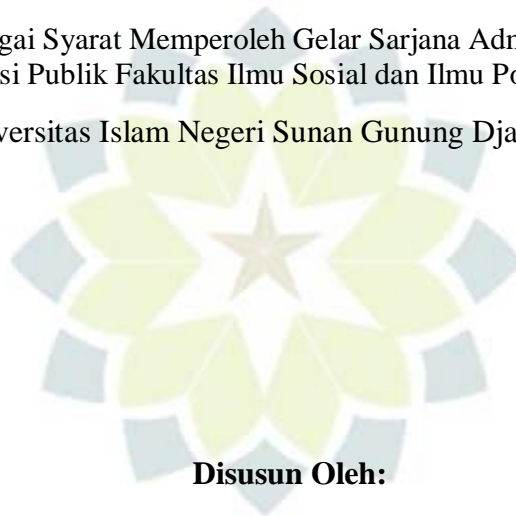 gai Syarat Memperoleh Gelar Sarjana Adm
si Publik Fakultas Ilmu Sosial dan Ilmu Po
versitas Islam Negeri Sunan Gunung Dja
Disusun Oleh: